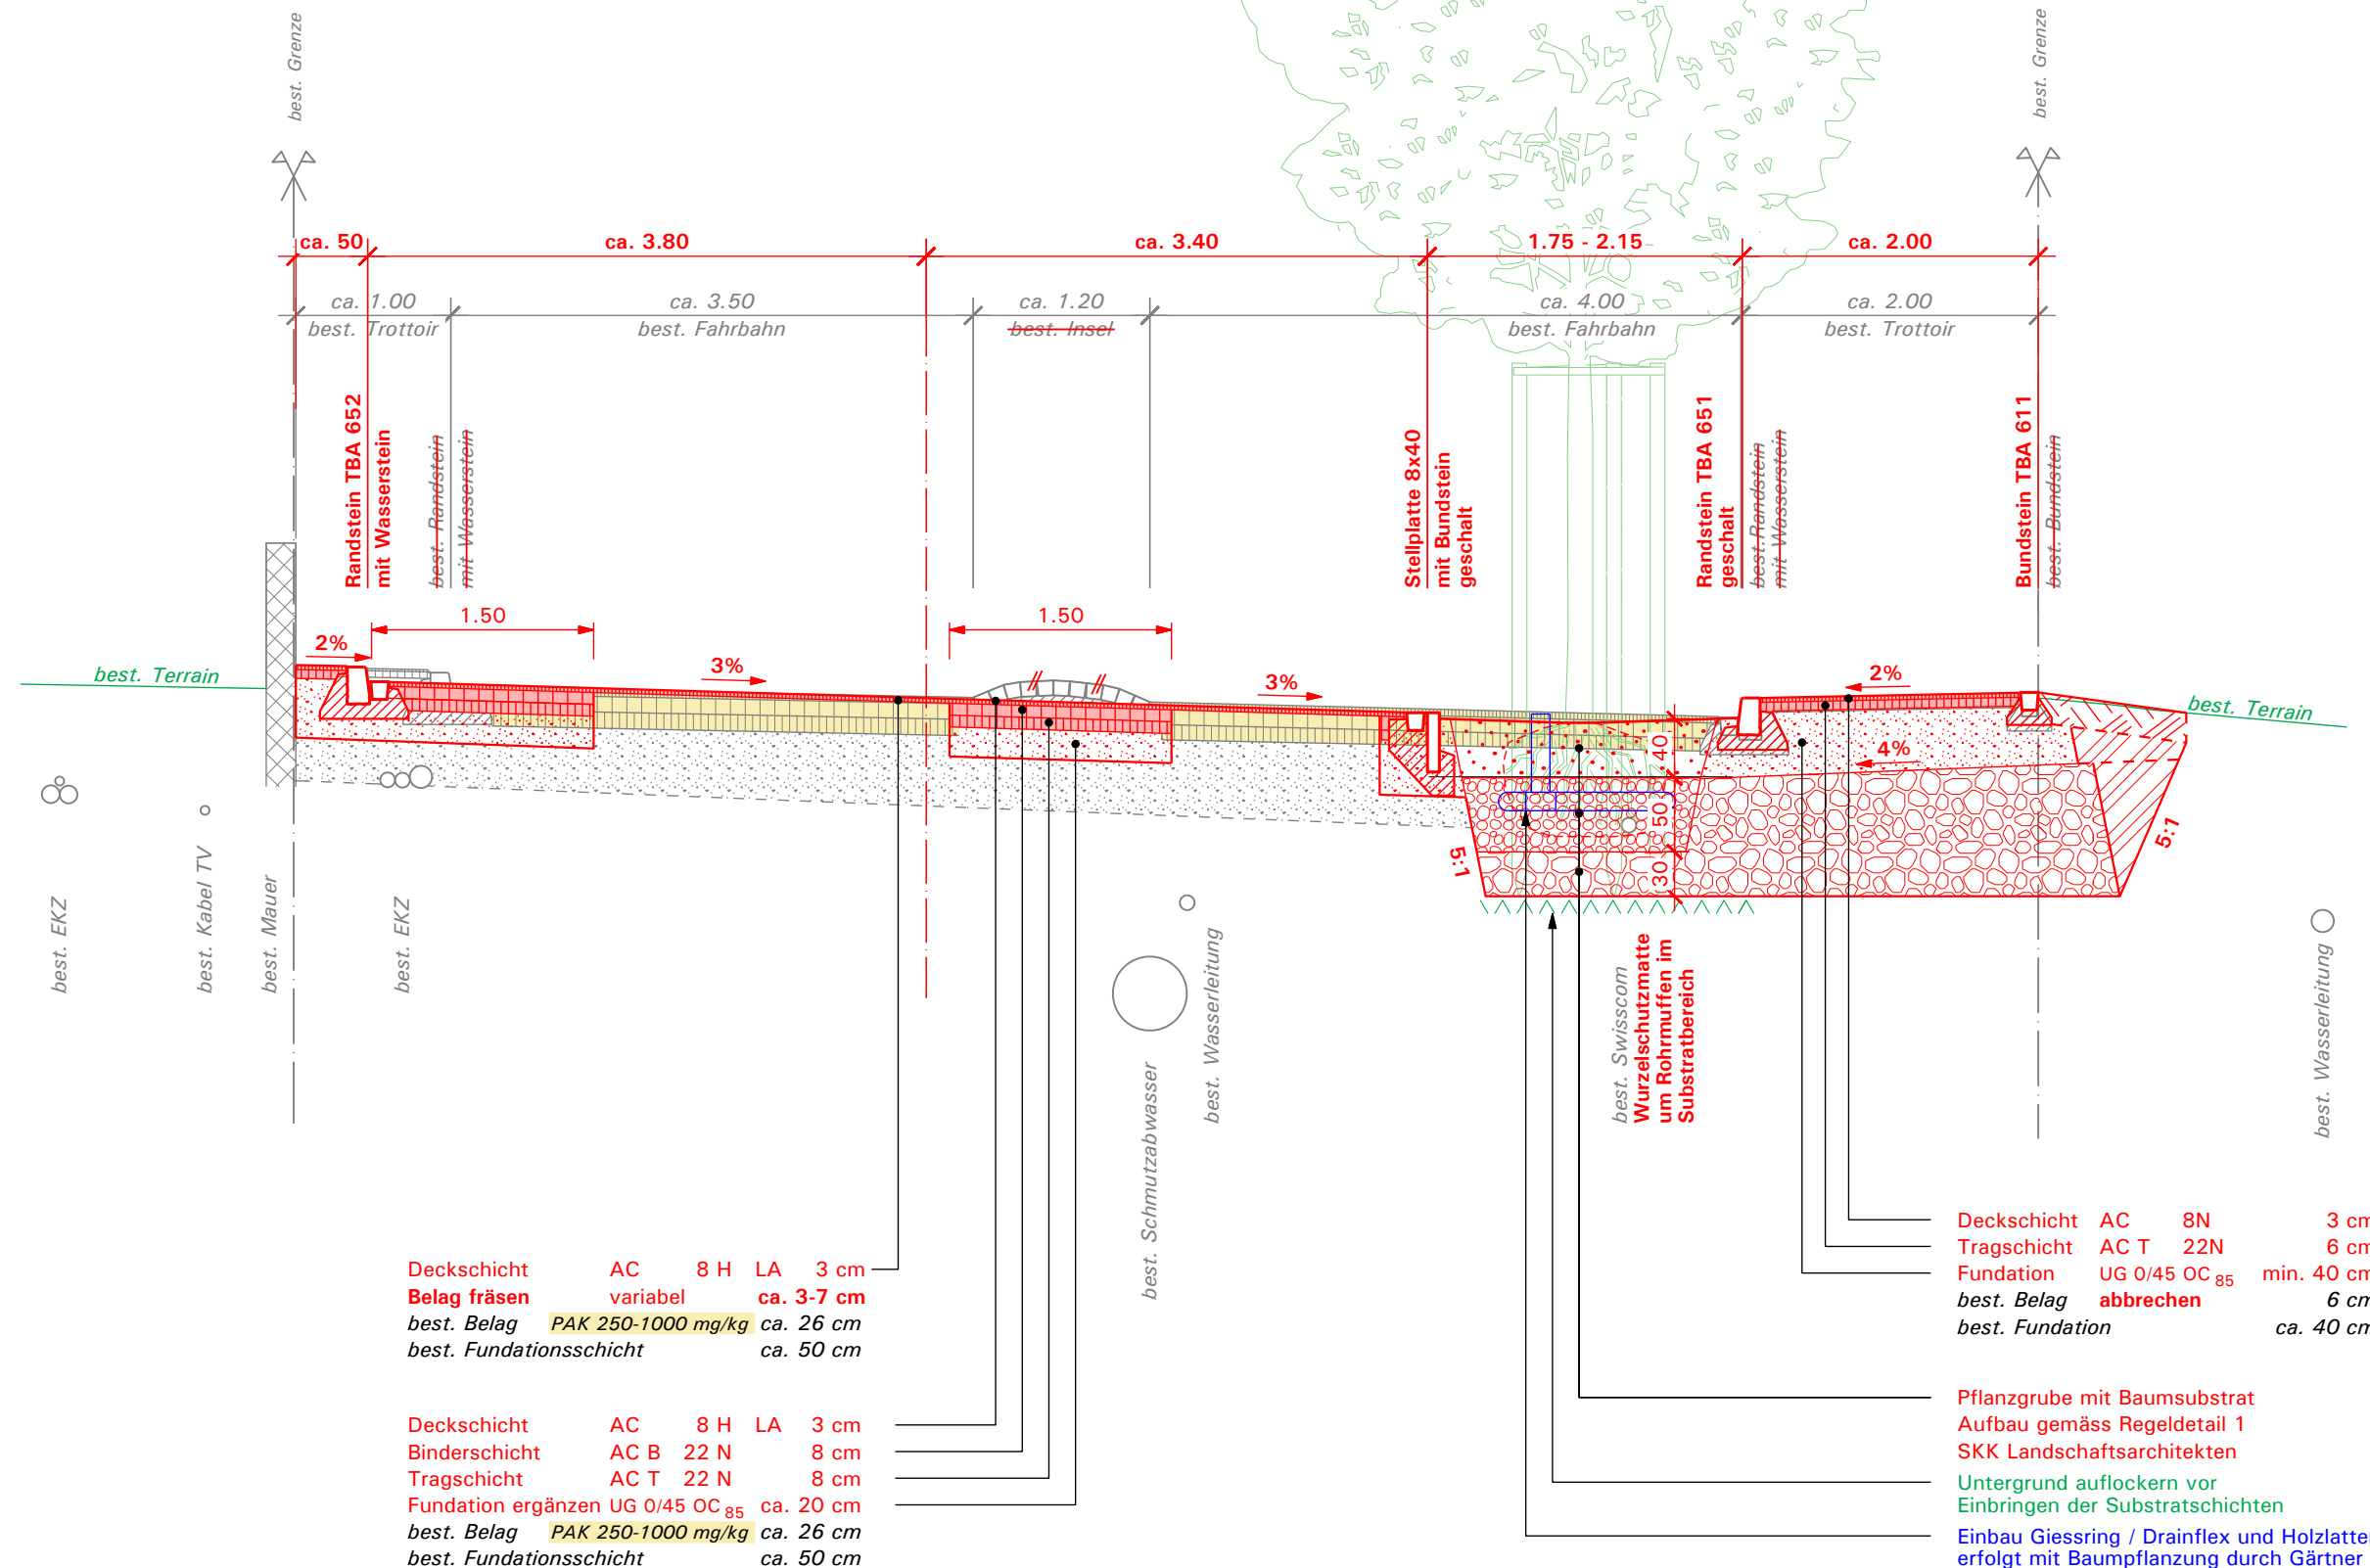 best. Grenze
best. Grenze
ca. 50
ca. 3.80
ca. 3.40
1.75 - 2.15
ca. 2.00
ca. 1.00
ca. 3.50
ca. 1.20
ca. 4.00
ca. 2.00
best. Trottoir
best. Fahrbahn
best. Insel
best. Fahrbahn
best. Trottoir
Randstein TBA 652
mit Wasserstein
best. Randstein
mit Wasserstein
Stellplatte 8x40
mit Bundstein
geschalt
Randstein TBA 651
geschalt
best.Randstein
mit Wasserstein
Bundstein TBA 611
best. Bundstein
1.50
1.50
2%
3%
3%
2%
4%
best. Terrain
best. Terrain
40
50
30
5:1
5:1
best. EKZ
best. Kabel TV
best. Mauer
best. EKZ
best. Schmutzabwasser
best. Wasserleitung
best. Swisscom
Wurzelschutzmatte
um Rohrmuffen im
Substratbereich
best. Wasserleitung
Deckschicht AC 8 H LA 3 cm
Belag fräsen variabel ca. 3-7 cm
best. Belag PAK 250-1000 mg/kg ca. 26 cm
best. Fundationsschicht ca. 50 cm
Deckschicht AC 8 H LA 3 cm
Binderschicht AC B 22 N 8 cm
Tragschicht AC T 22 N 8 cm
Fundation ergänzen UG 0/45 OC 85 ca. 20 cm
best. Belag PAK 250-1000 mg/kg ca. 26 cm
best. Fundationsschicht ca. 50 cm
Deckschicht AC 8N 3 cm
Tragschicht AC T 22N 6 cm
Fundation UG 0/45 OC 85 min. 40 cm
best. Belag abbrechen 6 cm
best. Fundation ca. 40 cm
Pflanzgrube mit Baumsubstrat
Aufbau gemäss Regeldetail 1
SKK Landschaftsarchitekten
Untergrund auflockern vor
Einbringen der Substratschichten
Einbau Giessring / Drainflex und Holzlatten
erfolgt mit Baumpflanzung durch Gärtner